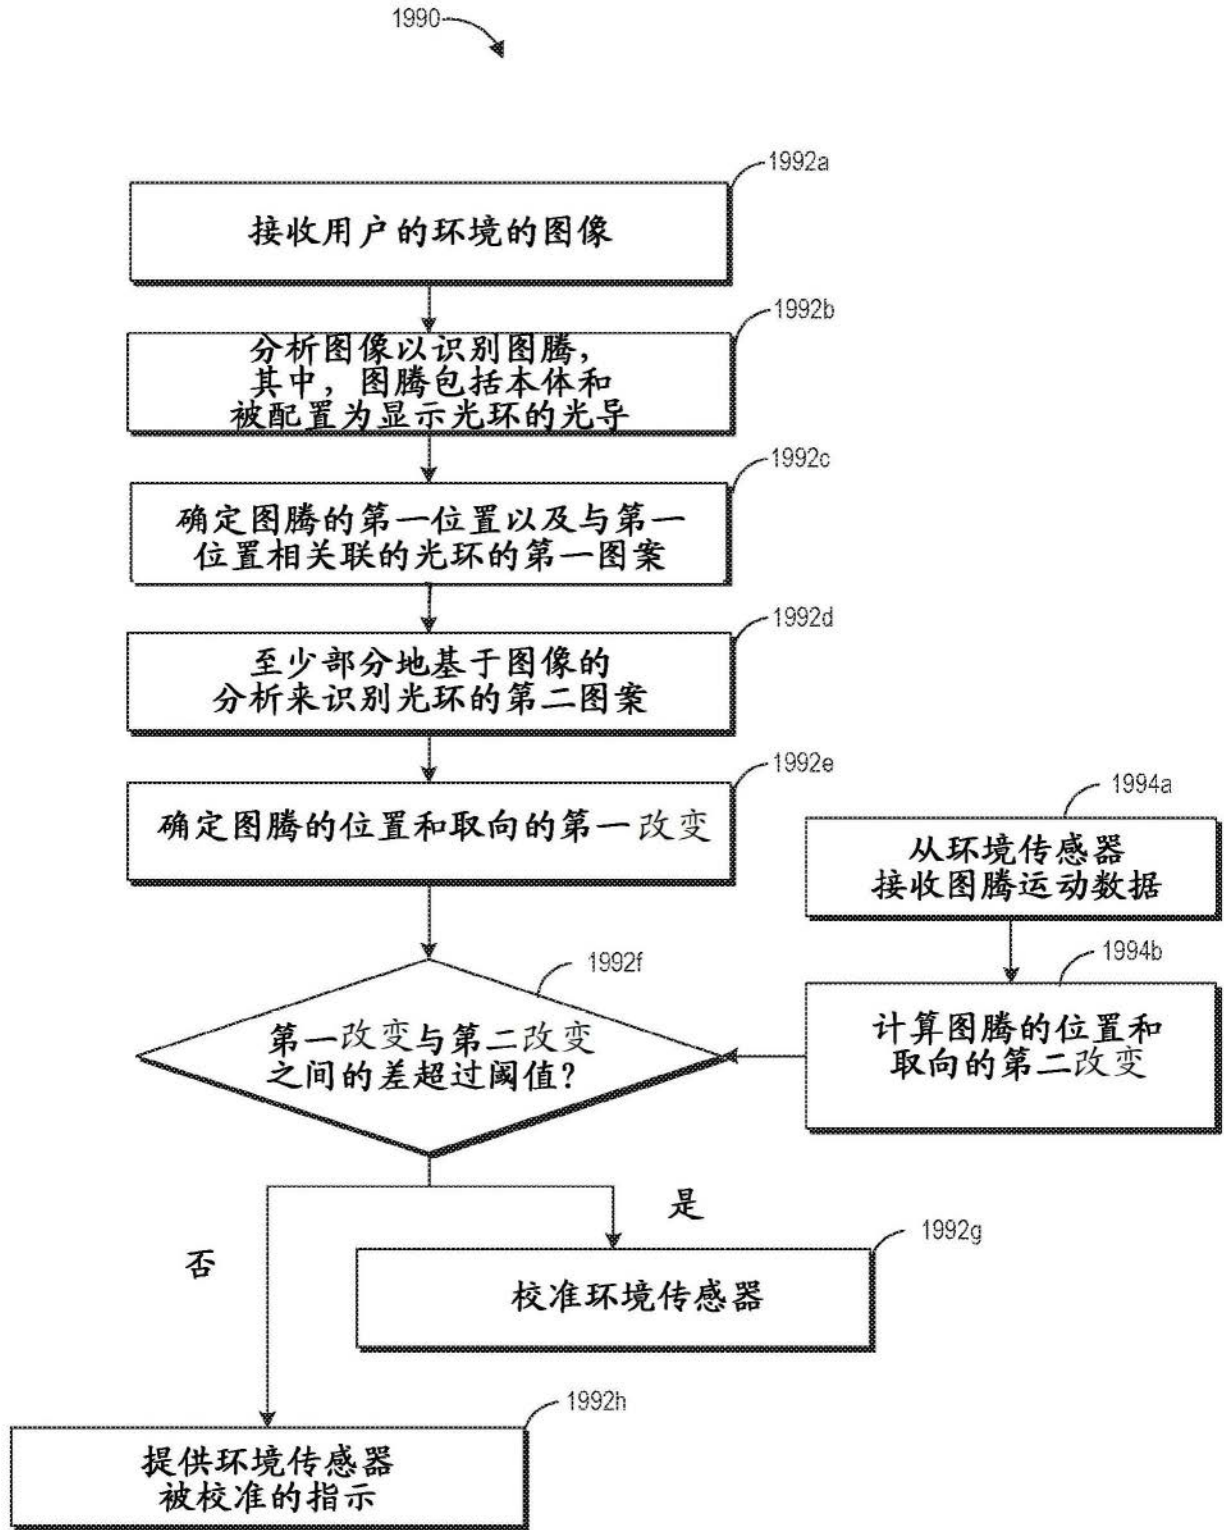 1990
1992a
接收用户的环境的图像
1992b
分析图像以识别图腾，
其中，图腾包括本体和
被配置为显示光环的光导
1992c
确定图腾的第一位置以及与第一
位置相关联的光环的第一图案
1992d
至少部分地基于图像的
分析来识别光环的第二图案
1992e
确定图腾的位置和取向的第一改变
1994a
从环境传感器
接收图腾运动数据
1994b
计算图腾的位置和
取向的第二改变
1992f
第一改变与第二改变
之间的差超过阈值?
是
否
1992g
校准环境传感器
1992h
提供环境传感器
被校准的指示